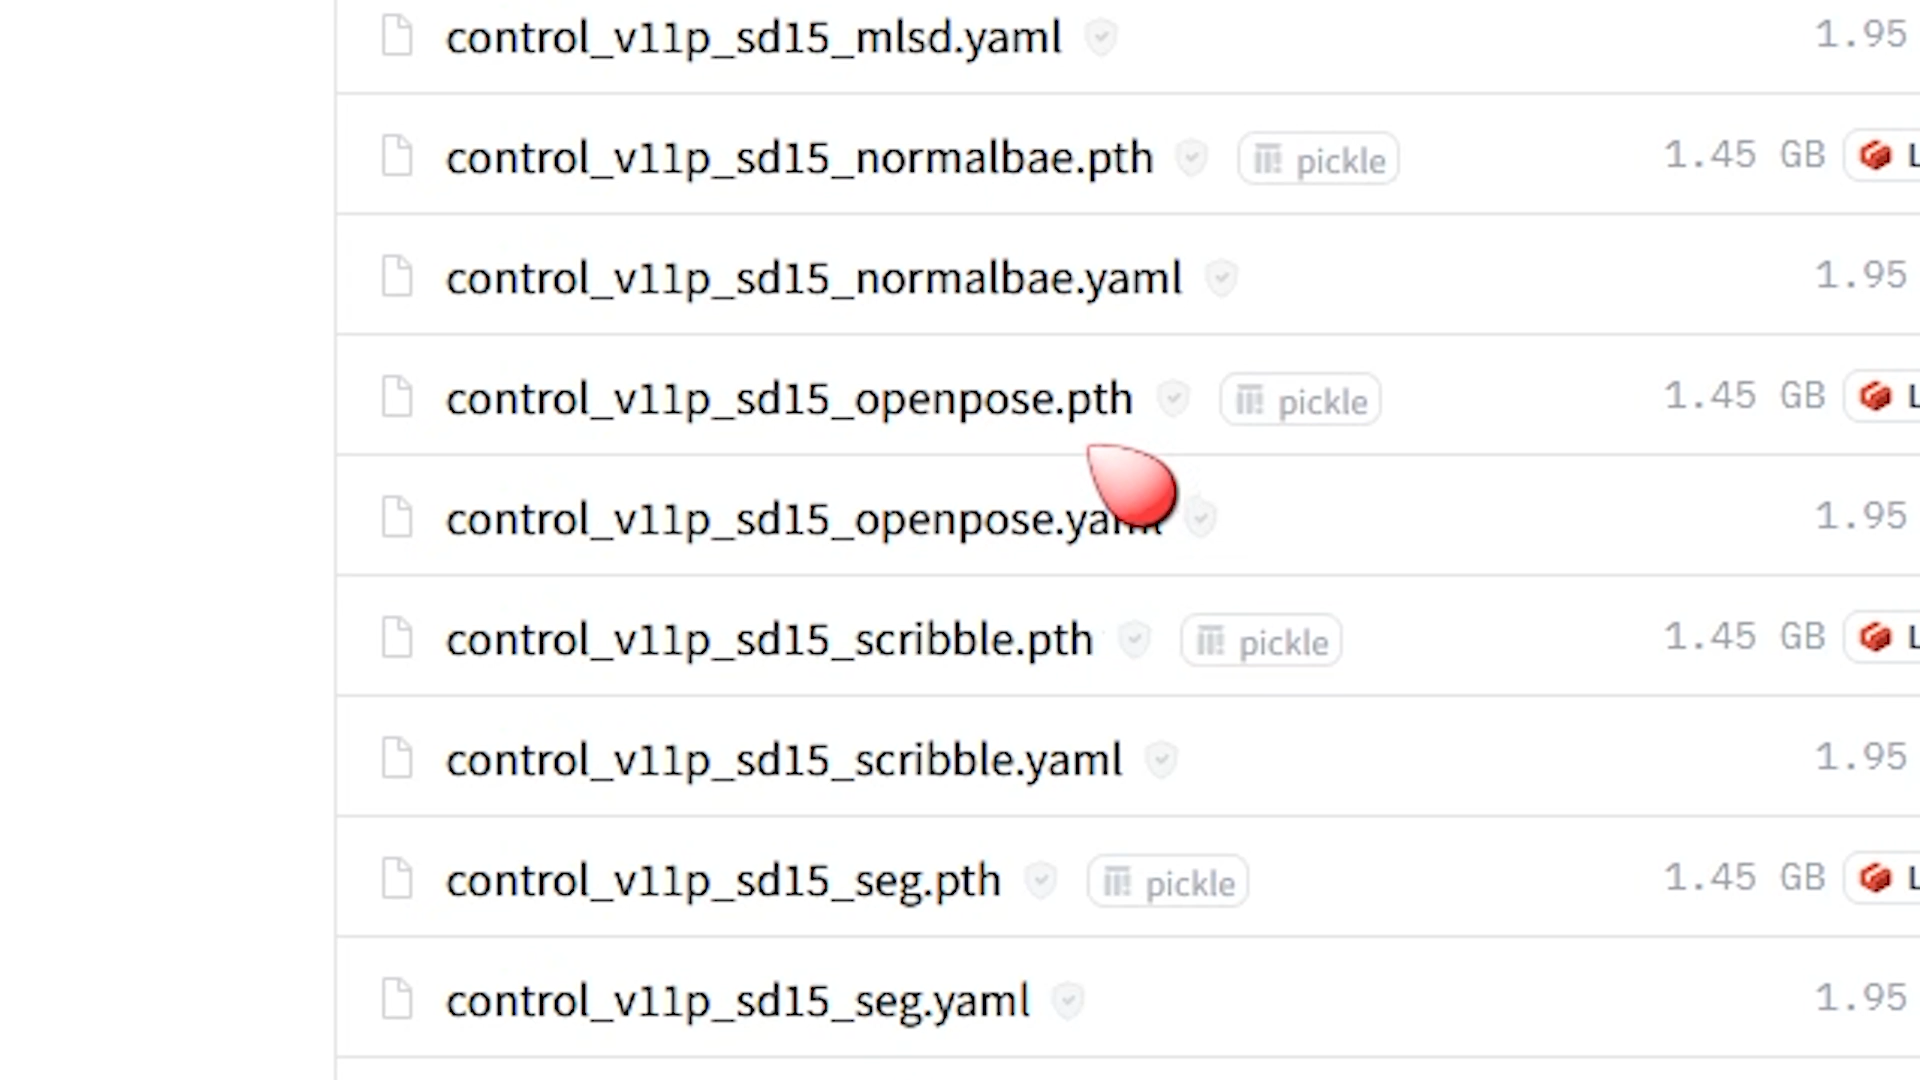 control_v11p_sd15_mlsd.yaml 1.95
control_v11p_sd15_normalbae.pth pickle 1.45 GB L
control_v11p_sd15_normalbae.yaml 1.95
control_v11p_sd15_openpose.pth pickle 1.45 GB L
control_v11p_sd15_openpose.yaml 1.95
control_v11p_sd15_scribble.pth pickle 1.45 GB L
control_v11p_sd15_scribble.yaml 1.95
control_v11p_sd15_seg.pth pickle 1.45 GB L
control_v11p_sd15_seg.yaml 1.95